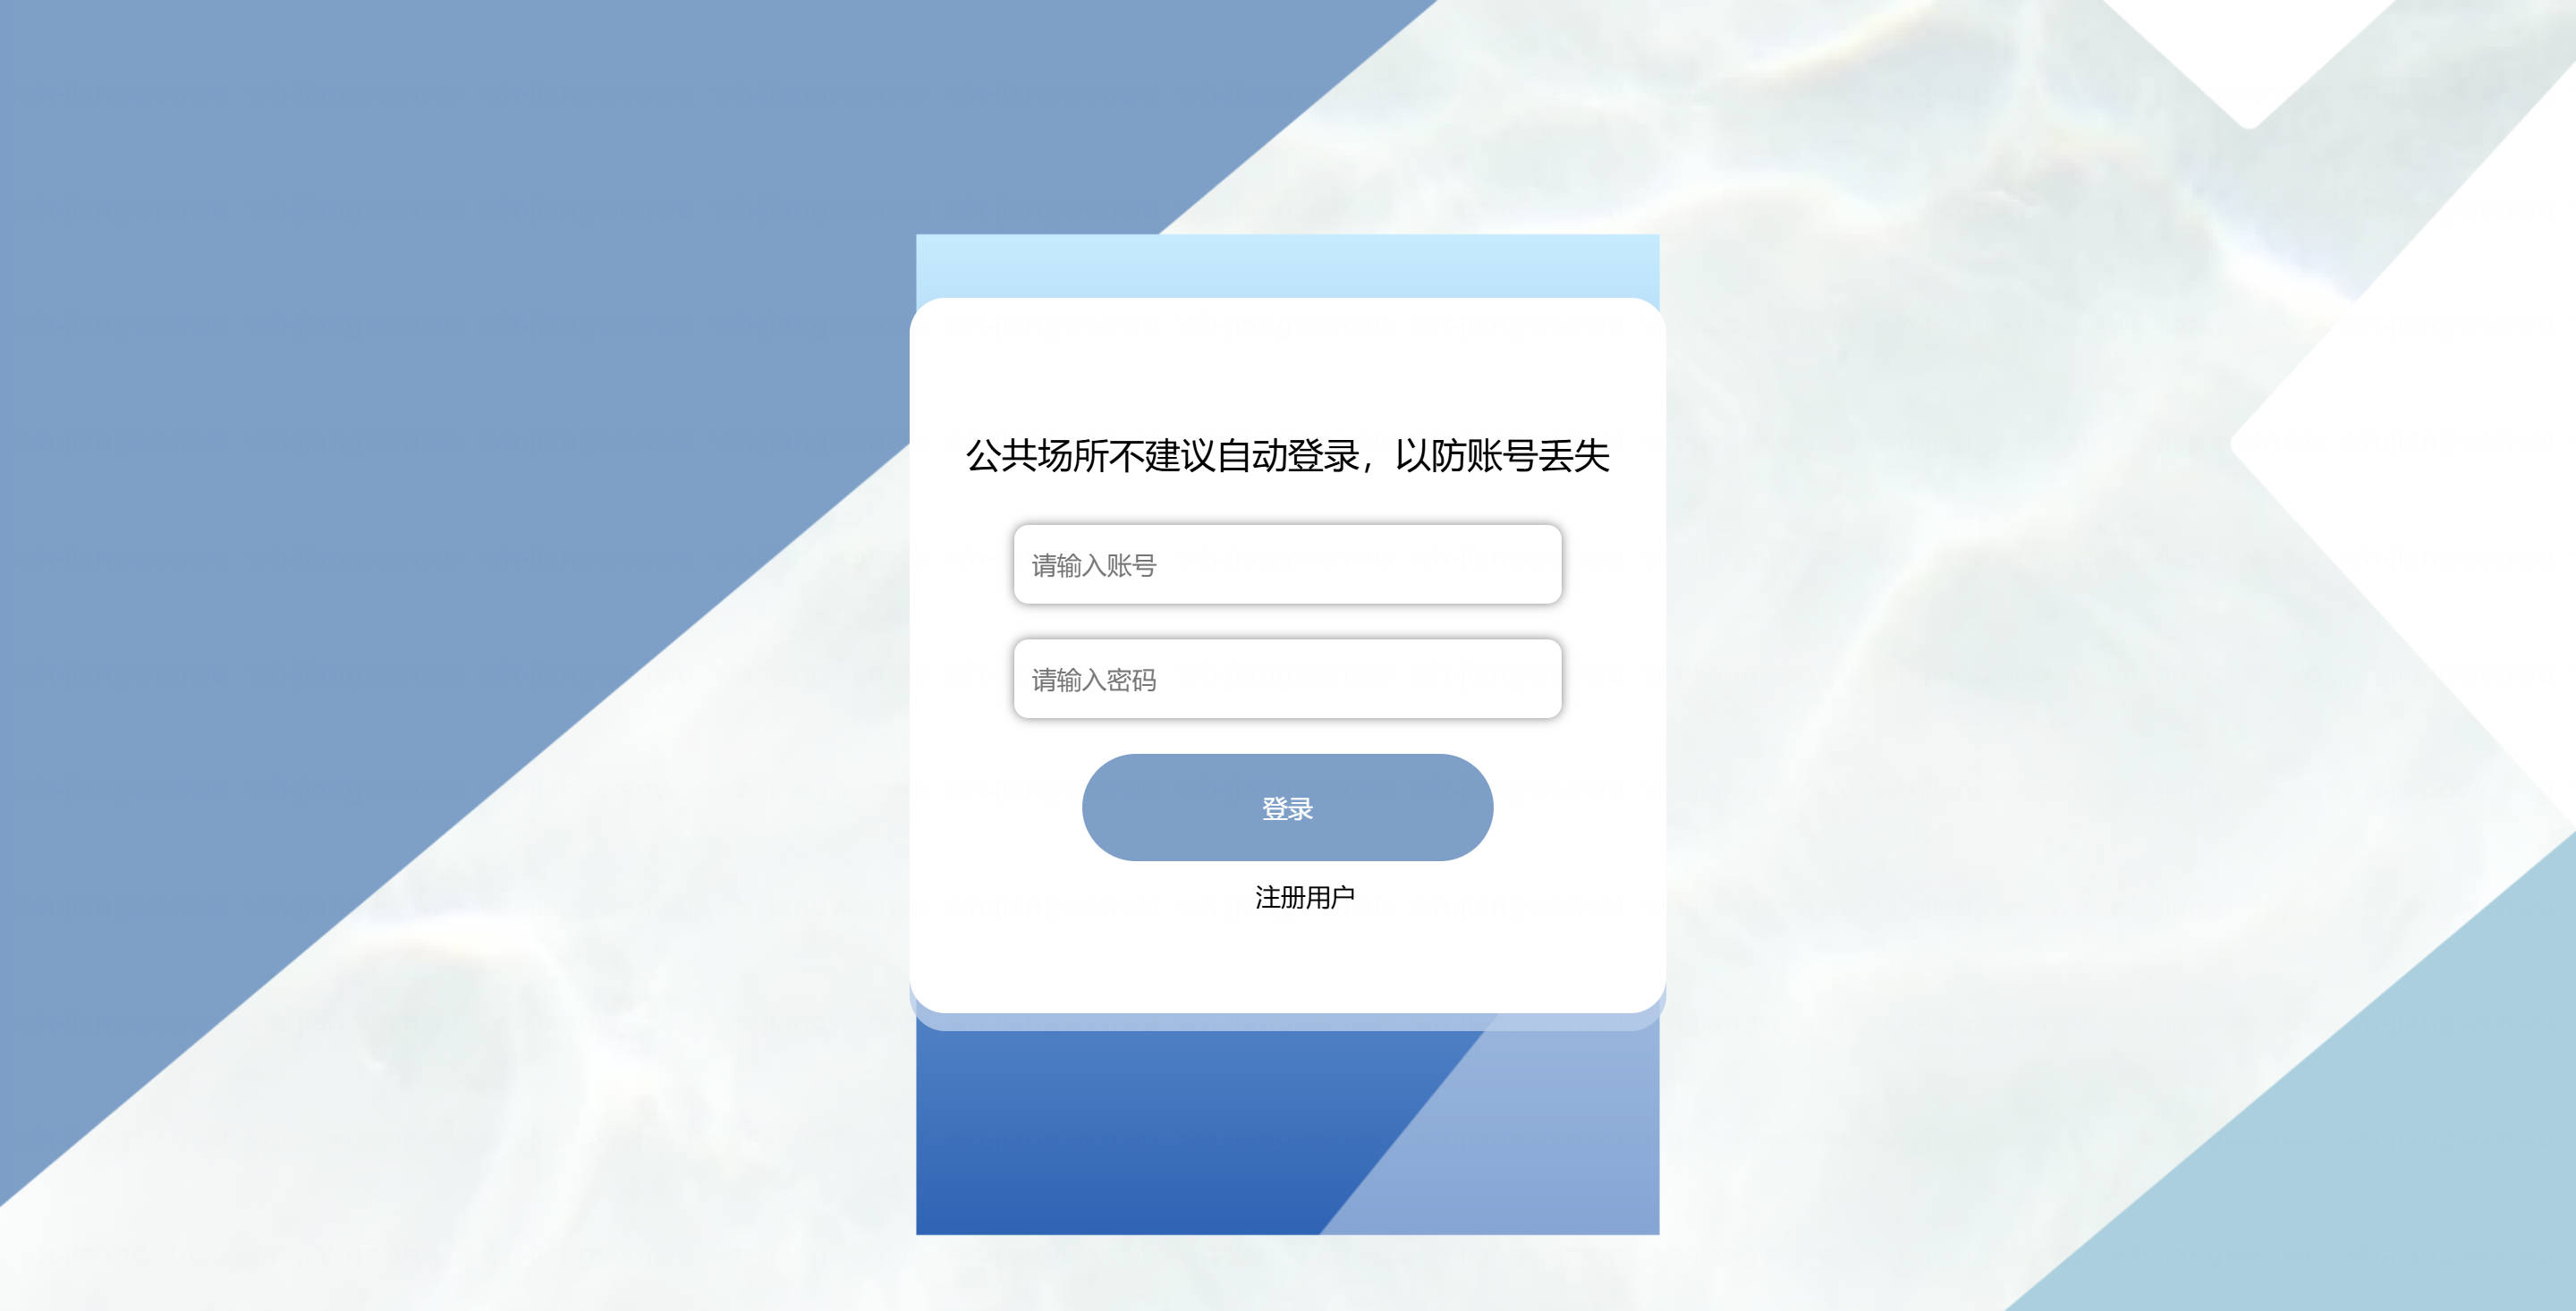 公共场所不建议自动登录，以防账号丢失
请输入账号
请输入密码
登录
注册用户